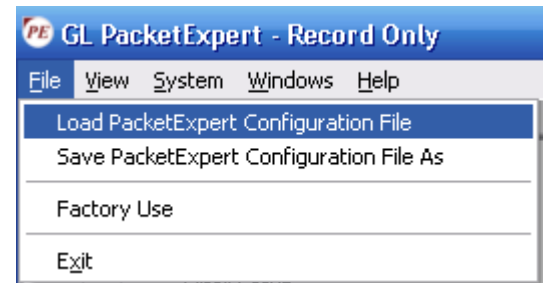 PE GL PacketExpert - Record Only
File View System Windows Help
Load PacketExpert Configuration File
Save PacketExpert Configuration File As
Factory Use
Exit